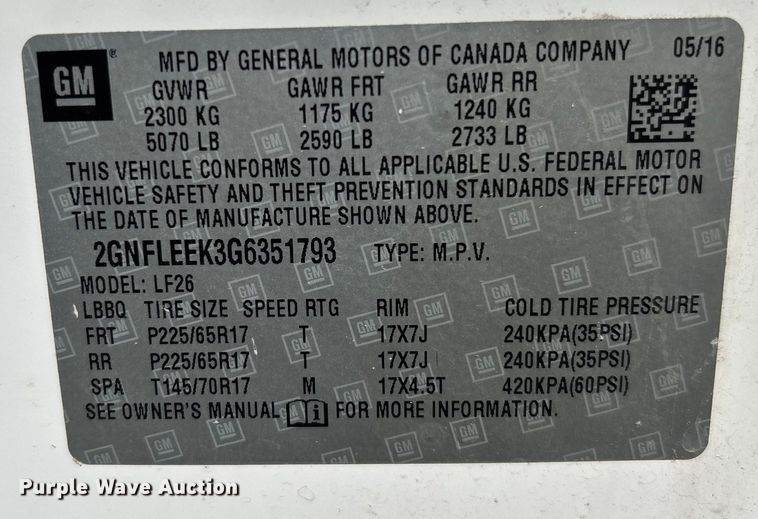 GM
MFD BY GENERAL MOTORS OF CANADA COMPANY 05/16
GVWR GAWR FRT GAWR RR
2300 KG 1175 KG 1240 KG
5070 LB 2590 LB 2733 LB
THIS VEHICLE CONFORMS TO ALL APPLICABLE U.S. FEDERAL MOTOR
VEHICLE SAFETY AND THEFT PREVENTION STANDARDS IN EFFECT ON
THE DATE OF MANUFACTURE SHOWN ABOVE.
2GNFLEEK3G6351793 TYPE: M.P.V.
MODEL: LF26
LBBQ TIRE SIZE SPEED RTG RIM COLD TIRE PRESSURE
FRT P225/65R17 T 17X7J 240KPA(35PSI)
RR P225/65R17 T 17X7J 240KPA(35PSI)
SPA T145/70R17 M 17X4.5T 420KPA(60PSI)
SEE OWNER'S MANUAL FOR MORE INFORMATION.
Purple Wave Auction